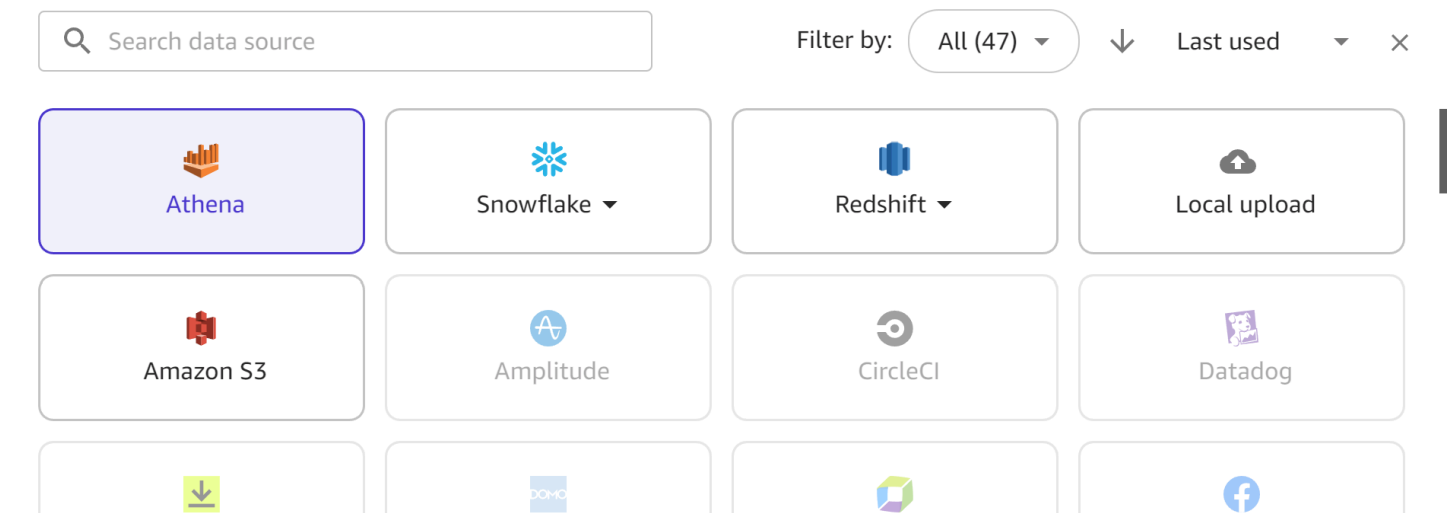 Search data source
Filter by: All (47) Last used
Athena Snowflake Redshift Local upload
Amazon S3 Amplitude CircleCI Datadog
DOMO